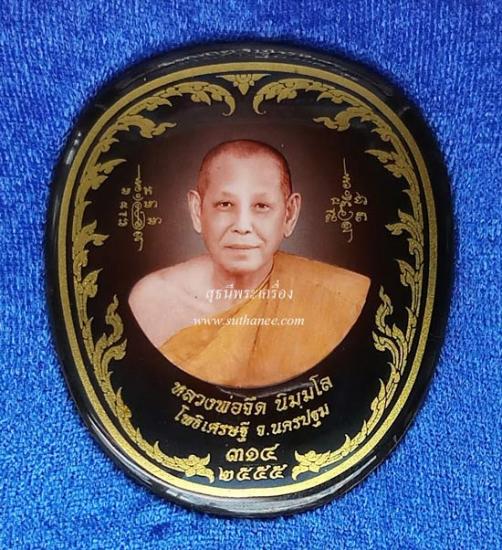 สุธนีพระเครื่อง
www.suthanee.com
หลวงพ่อจืด นิมฺมโล
โพธิ์เศรษฐี จ.นครปฐม
๓๑๔
๒๕๕๕